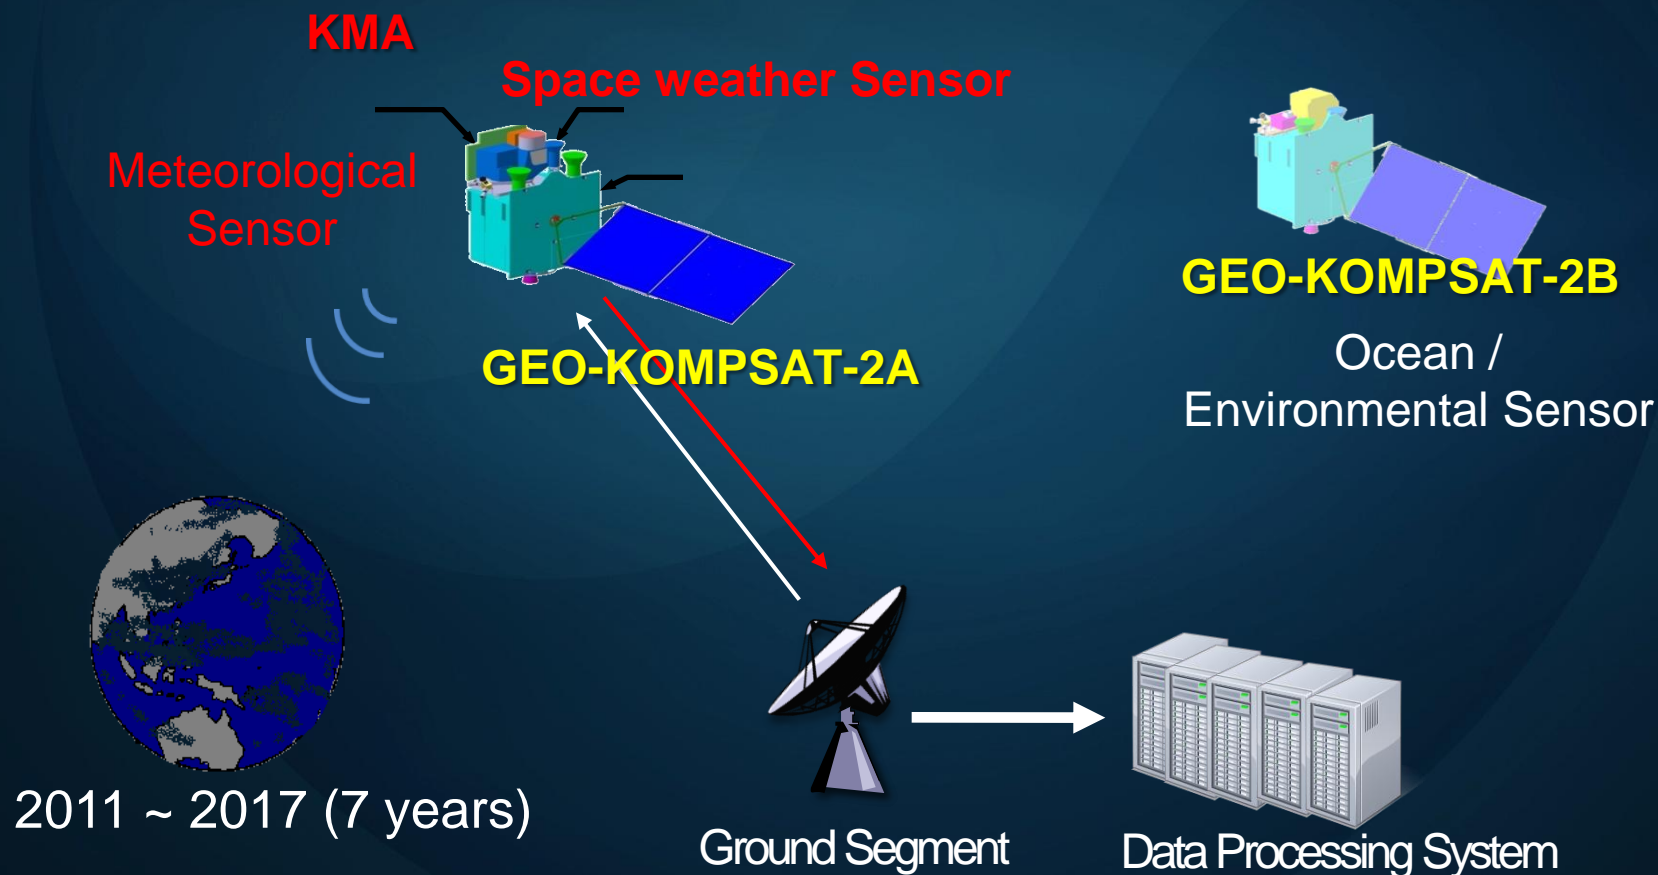 KMA
Space weather Sensor
Meteorological
Sensor
GEO-KOMPSAT-2A
GEO-KOMPSAT-2B
Ocean /
Environmental Sensor
2011 ~ 2017 (7 years)
Ground Segment
Data Processing System